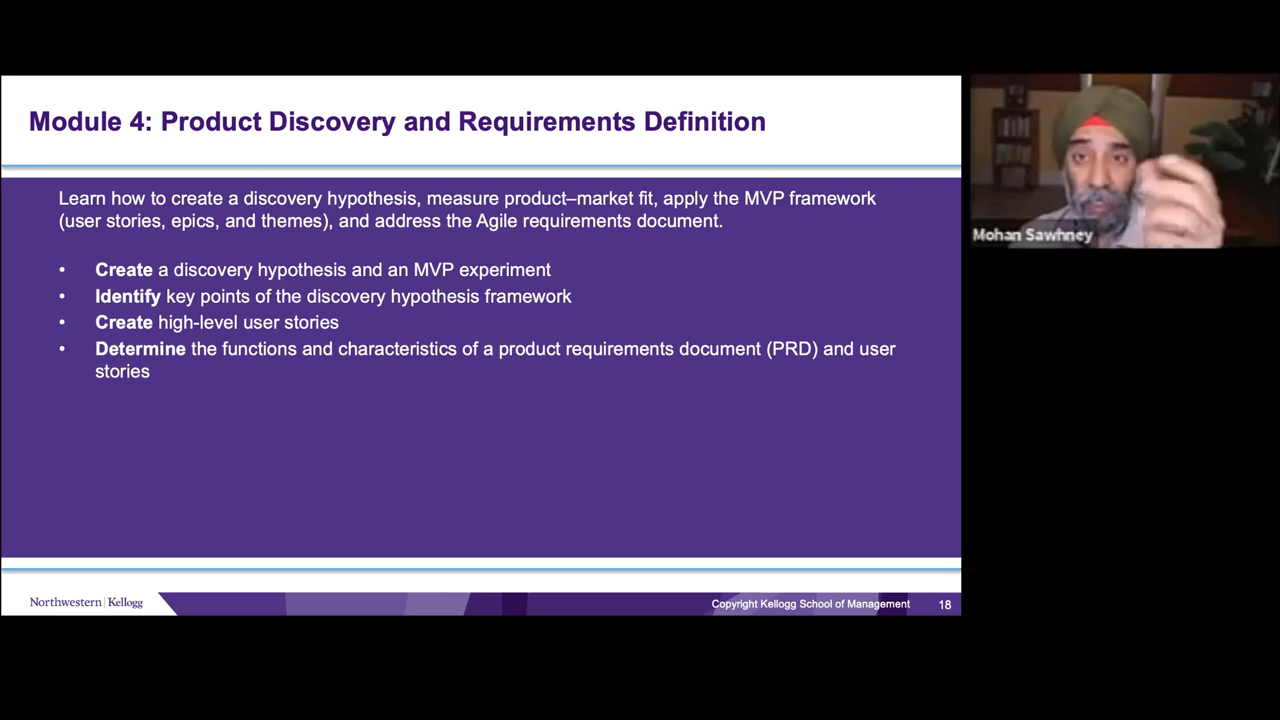 Module 4: Product Discovery and Requirements Definition
Learn how to create a discovery hypothesis, measure product–market fit, apply the MVP framework
(user stories, epics, and themes), and address the Agile requirements document.
• Create a discovery hypothesis and an MVP experiment
• Identify key points of the discovery hypothesis framework
• Create high-level user stories
• Determine the functions and characteristics of a product requirements document (PRD) and user
stories
Northwestern | Kellogg
Copyright Kellogg School of Management 18
Mohan Sawhney